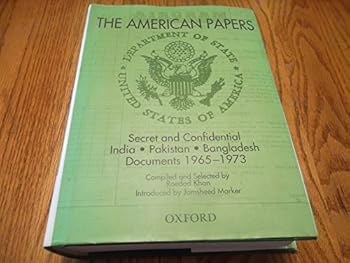 THE AMERICAN PAPERS
DEPARTMENT OF STATE
UNITED STATES OF AMERICA
Secret and Confidential
India • Pakistan • Bangladesh
Documents 1965–1973
Compiled and Selected by
Roedad Khan
Introduced by Jamsheed Marker
OXFORD